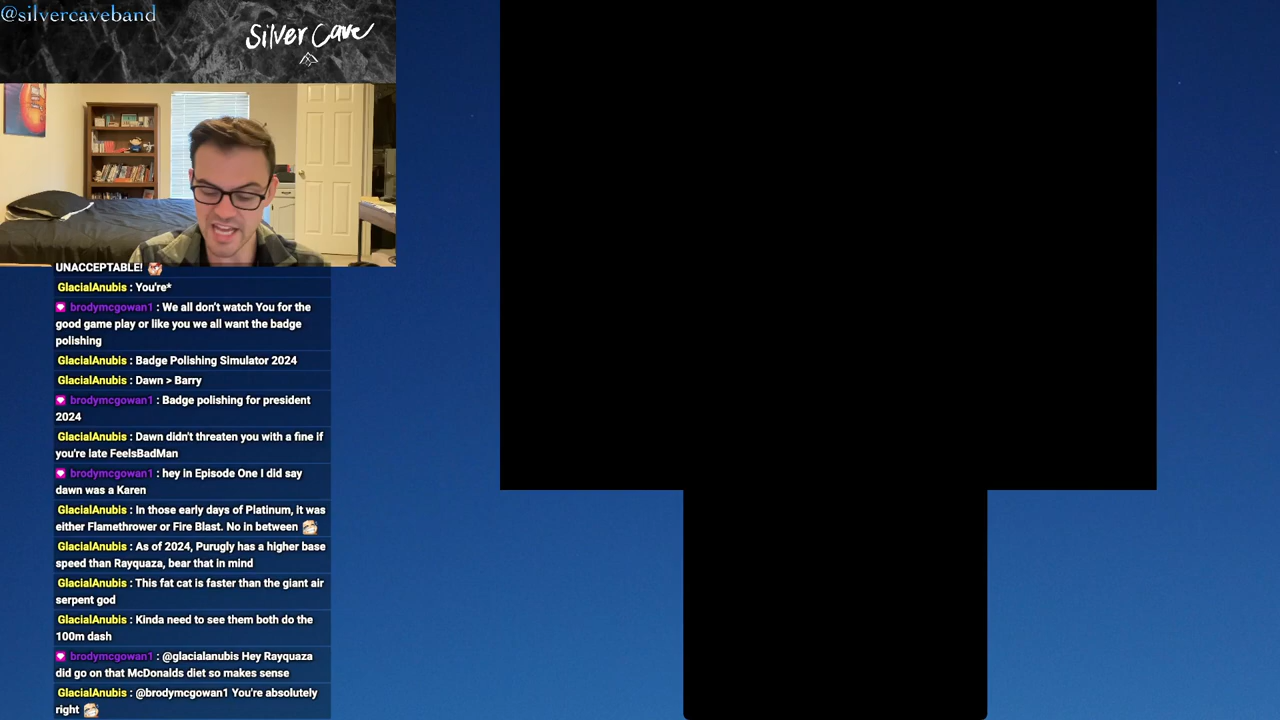 @silvercaveband
Silver Cave
UNACCEPTABLE!
GlacialAnubis : You're*
brodymcgowan1 : We all don't watch You for the
good game play or like you we all want the badge
polishing
GlacialAnubis : Badge Polishing Simulator 2024
GlacialAnubis : Dawn > Barry
brodymcgowan1 : Badge polishing for president
2024
GlacialAnubis : Dawn didn't threaten you with a fine if
you're late FeelsBadMan
brodymcgowan1 : hey in Episode One I did say
dawn was a Karen
GlacialAnubis : In those early days of Platinum, it was
either Flamethrower or Fire Blast. No in between
GlacialAnubis : As of 2024, Purugly has a higher base
speed than Rayquaza, bear that in mind
GlacialAnubis : This fat cat is faster than the giant air
serpent god
GlacialAnubis : Kinda need to see them both do the
100m dash
brodymcgowan1 : @glacialanubis Hey Rayquaza
did go on that McDonalds diet so makes sense
GlacialAnubis : @brodymcgowan1 You're absolutely
right